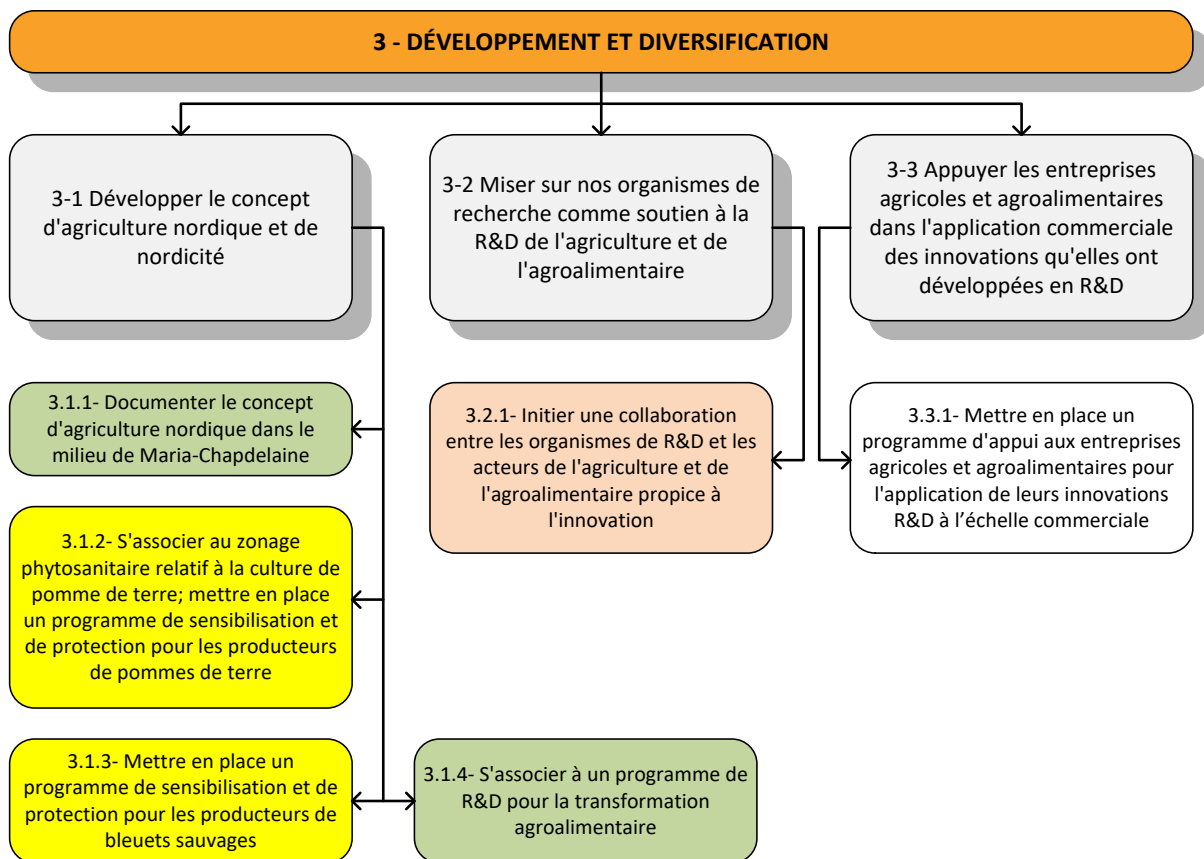 3 - DÉVELOPPEMENT ET DIVERSIFICATION
3-1 Développer le concept
d'agriculture nordique et de
nordicité
3-2 Miser sur nos organismes de
recherche comme soutien à la
R&D de l'agriculture et de
l'agroalimentaire
3-3 Appuyer les entreprises
agricoles et agroalimentaires
dans l'application commerciale
des innovations qu'elles ont
développées en R&D
3.1.1- Documenter le concept
d'agriculture nordique dans le
milieu de Maria-Chapdelaine
3.2.1- Initier une collaboration
entre les organismes de R&D et les
acteurs de l'agriculture et de
l'agroalimentaire propice à
l'innovation
3.3.1- Mettre en place un
programme d'appui aux entreprises
agricoles et agroalimentaires pour
l'application de leurs innovations
R&D à l’échelle commerciale
3.1.2- S'associer au zonage
phytosanitaire relatif à la culture de
pomme de terre; mettre en place
un programme de sensibilisation et
de protection pour les producteurs
de pommes de terre
3.1.3- Mettre en place un
programme de sensibilisation et de
protection pour les producteurs de
bleuets sauvages
3.1.4- S'associer à un programme de
R&D pour la transformation
agroalimentaire